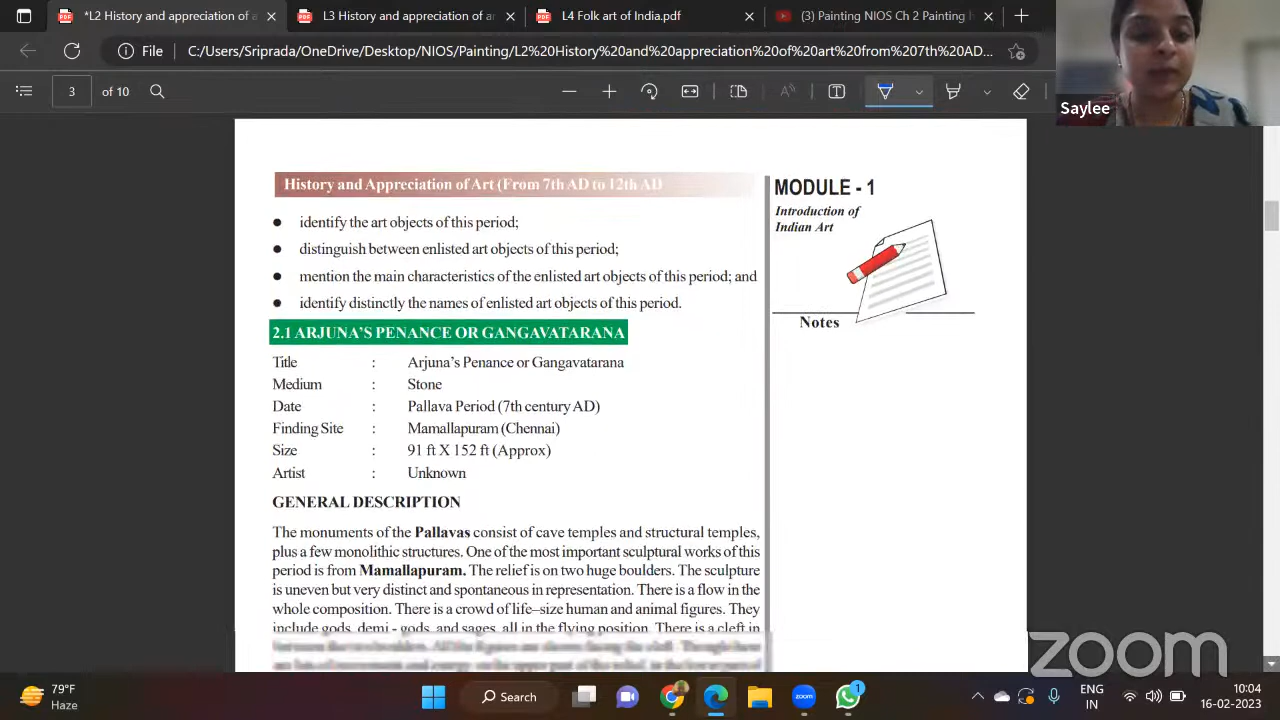 *L2 History and appreciation of a
L3 History and appreciation of art
L4 Folk art of India.pdf
(3) Painting NIOS Ch 2 Painting
File
C:/Users/Sriprada/OneDrive/Desktop/NIOS/Painting/L2%20History%20and%20appreciation%20of%20art%20from%207th%20AD...
3 of 10
Saylee
History and Appreciation of Art (From 7th AD to 12th AD
MODULE - 1
Introduction of
Indian Art
Notes
● identify the art objects of this period;
● distinguish between enlisted art objects of this period;
● mention the main characteristics of the enlisted art objects of this period; and
● identify distinctly the names of enlisted art objects of this period.
2.1 ARJUNA'S PENANCE OR GANGAVATARANA
Title : Arjuna's Penance or Gangavatarana
Medium : Stone
Date : Pallava Period (7th century AD)
Finding Site : Mamallapuram (Chennai)
Size : 91 ft X 152 ft (Approx)
Artist : Unknown
GENERAL DESCRIPTION
The monuments of the Pallavas consist of cave temples and structural temples,
plus a few monolithic structures. One of the most important sculptural works of this
period is from Mamallapuram. The relief is on two huge boulders. The sculpture
is uneven but very distinct and spontaneous in representation. There is a flow in the
whole composition. There is a crowd of life–size human and animal figures. They
include gods, demi - gods, and sages, all in the flying position. There is a cleft in
zoom
79°F
Haze
Search
zoom
1
ENG
IN
10:04
16-02-2023